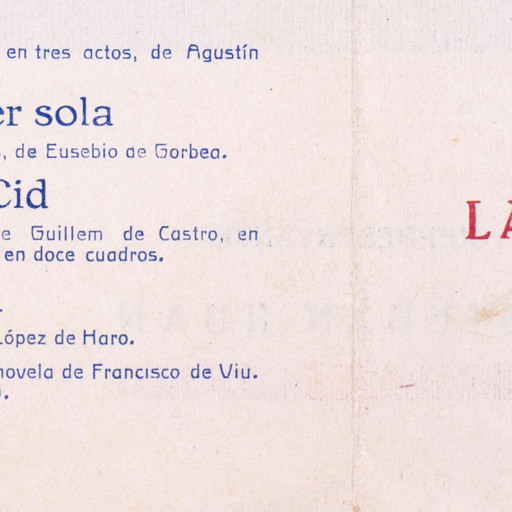 en tres actos, de Agustín
er sola
, de Eusebio de Gorbea.
Cid
e Guillem de Castro, en
en doce cuadros.
López de Haro.
novela de Francisco de Viu.
LA